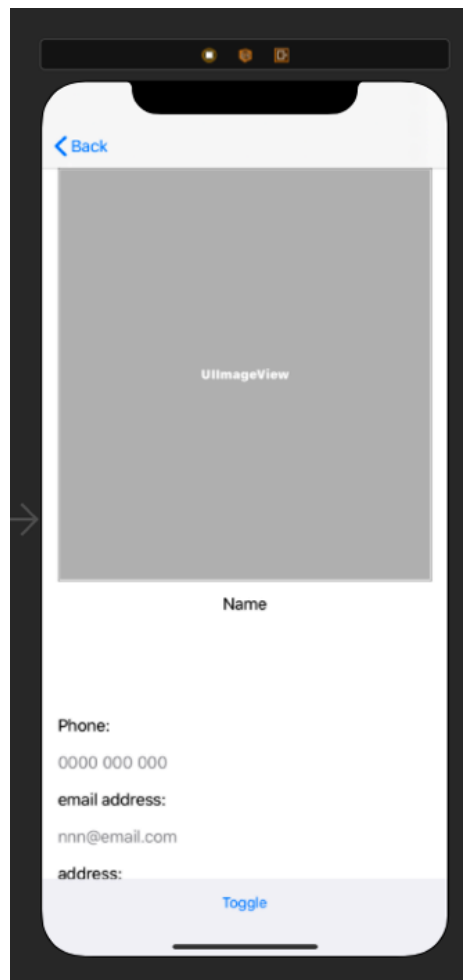 Back
UIImageView
Name
Phone:
0000 000 000
email address:
nnn@email.com
address:
Toggle